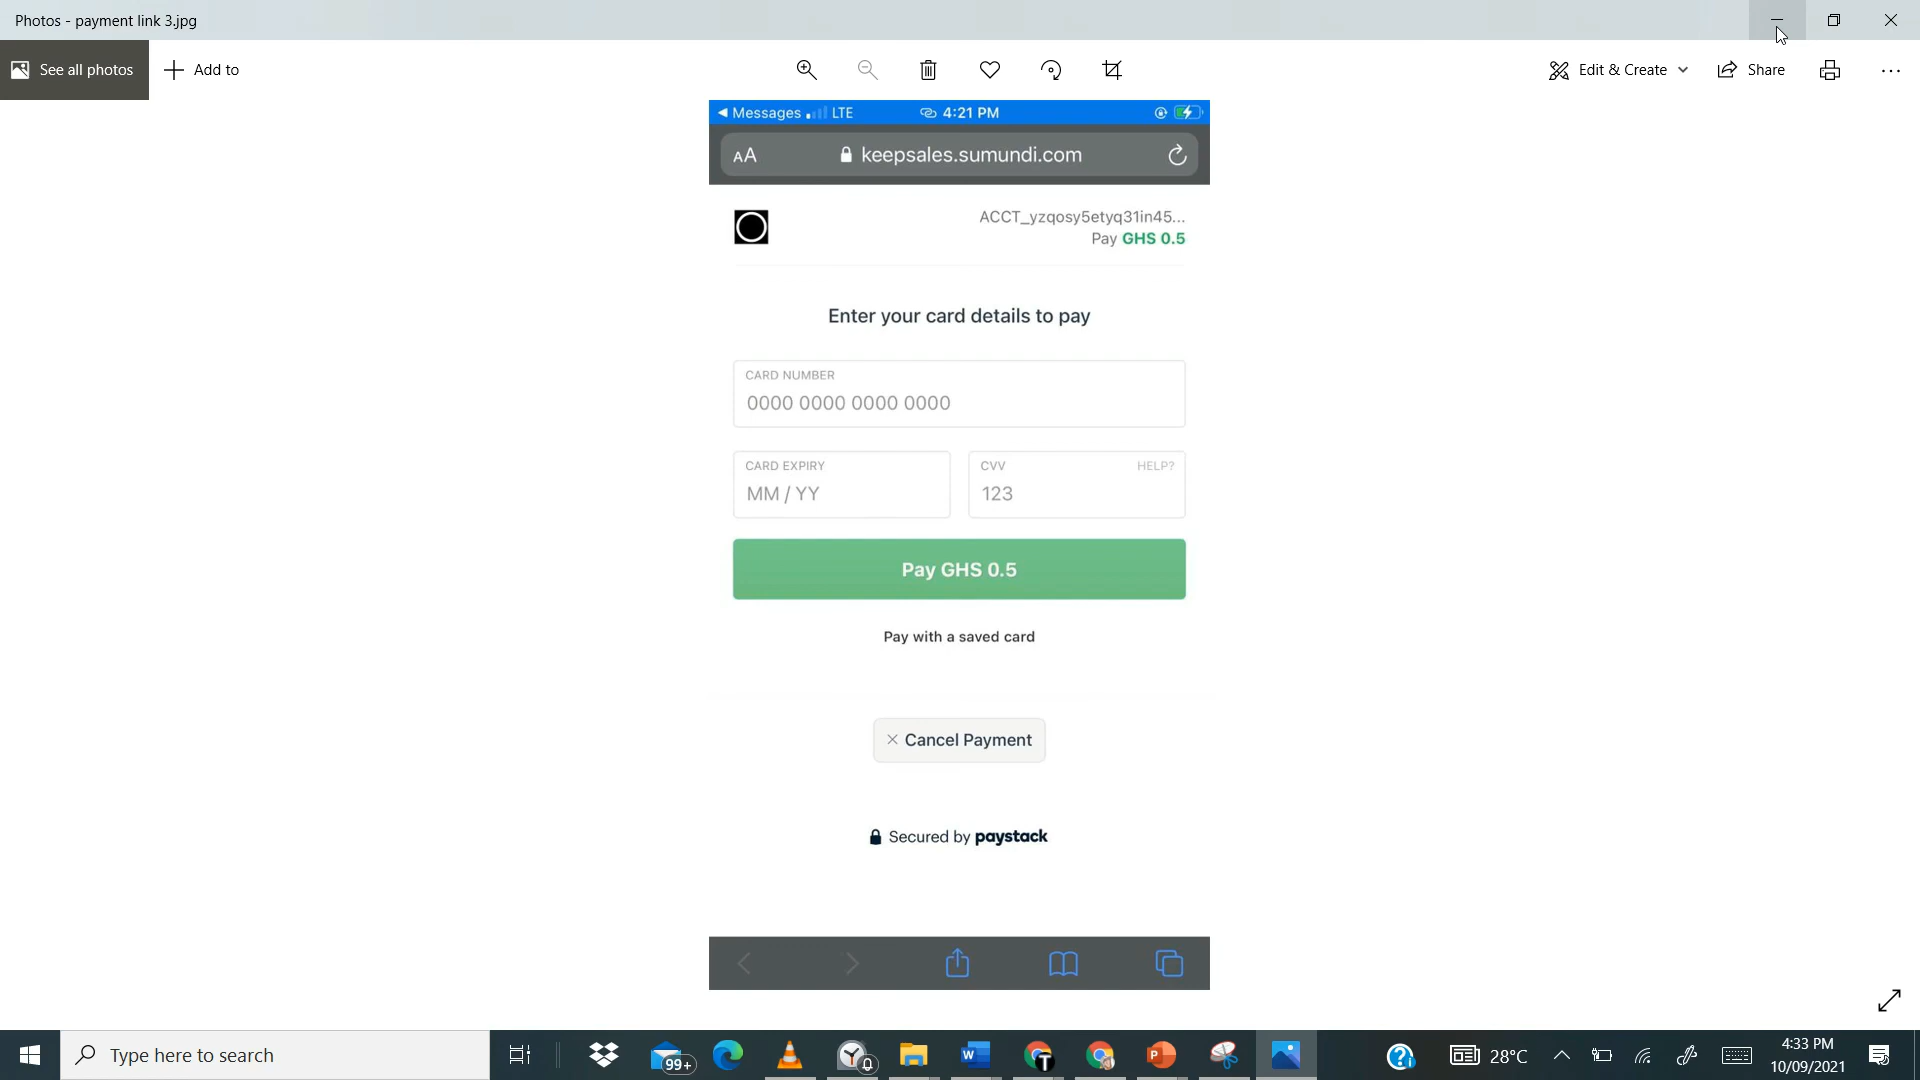 Photos - payment link 3.jpg
See all photos
Add to
Edit & Create
Share
Messages LTE 4:21 PM
AA keepsales.sumundi.com
ACCT_yzqosy5etyq31in45...
Pay GHS 0.5
Enter your card details to pay
CARD NUMBER
0000 0000 0000 0000
CARD EXPIRY
MM / YY
CVV HELP?
123
Pay GHS 0.5
Pay with a saved card
× Cancel Payment
Secured by paystack
Type here to search
99+
28°C
4:33 PM
10/09/2021